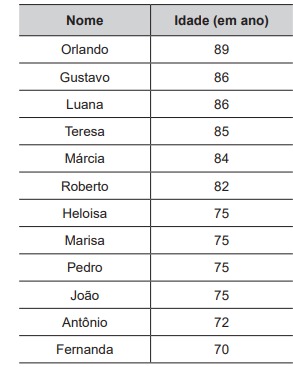 Nome Idade (em ano)
Orlando 89
Gustavo 86
Luana 86
Teresa 85
Márcia 84
Roberto 82
Heloisa 75
Marisa 75
Pedro 75
João 75
Antônio 72
Fernanda 70